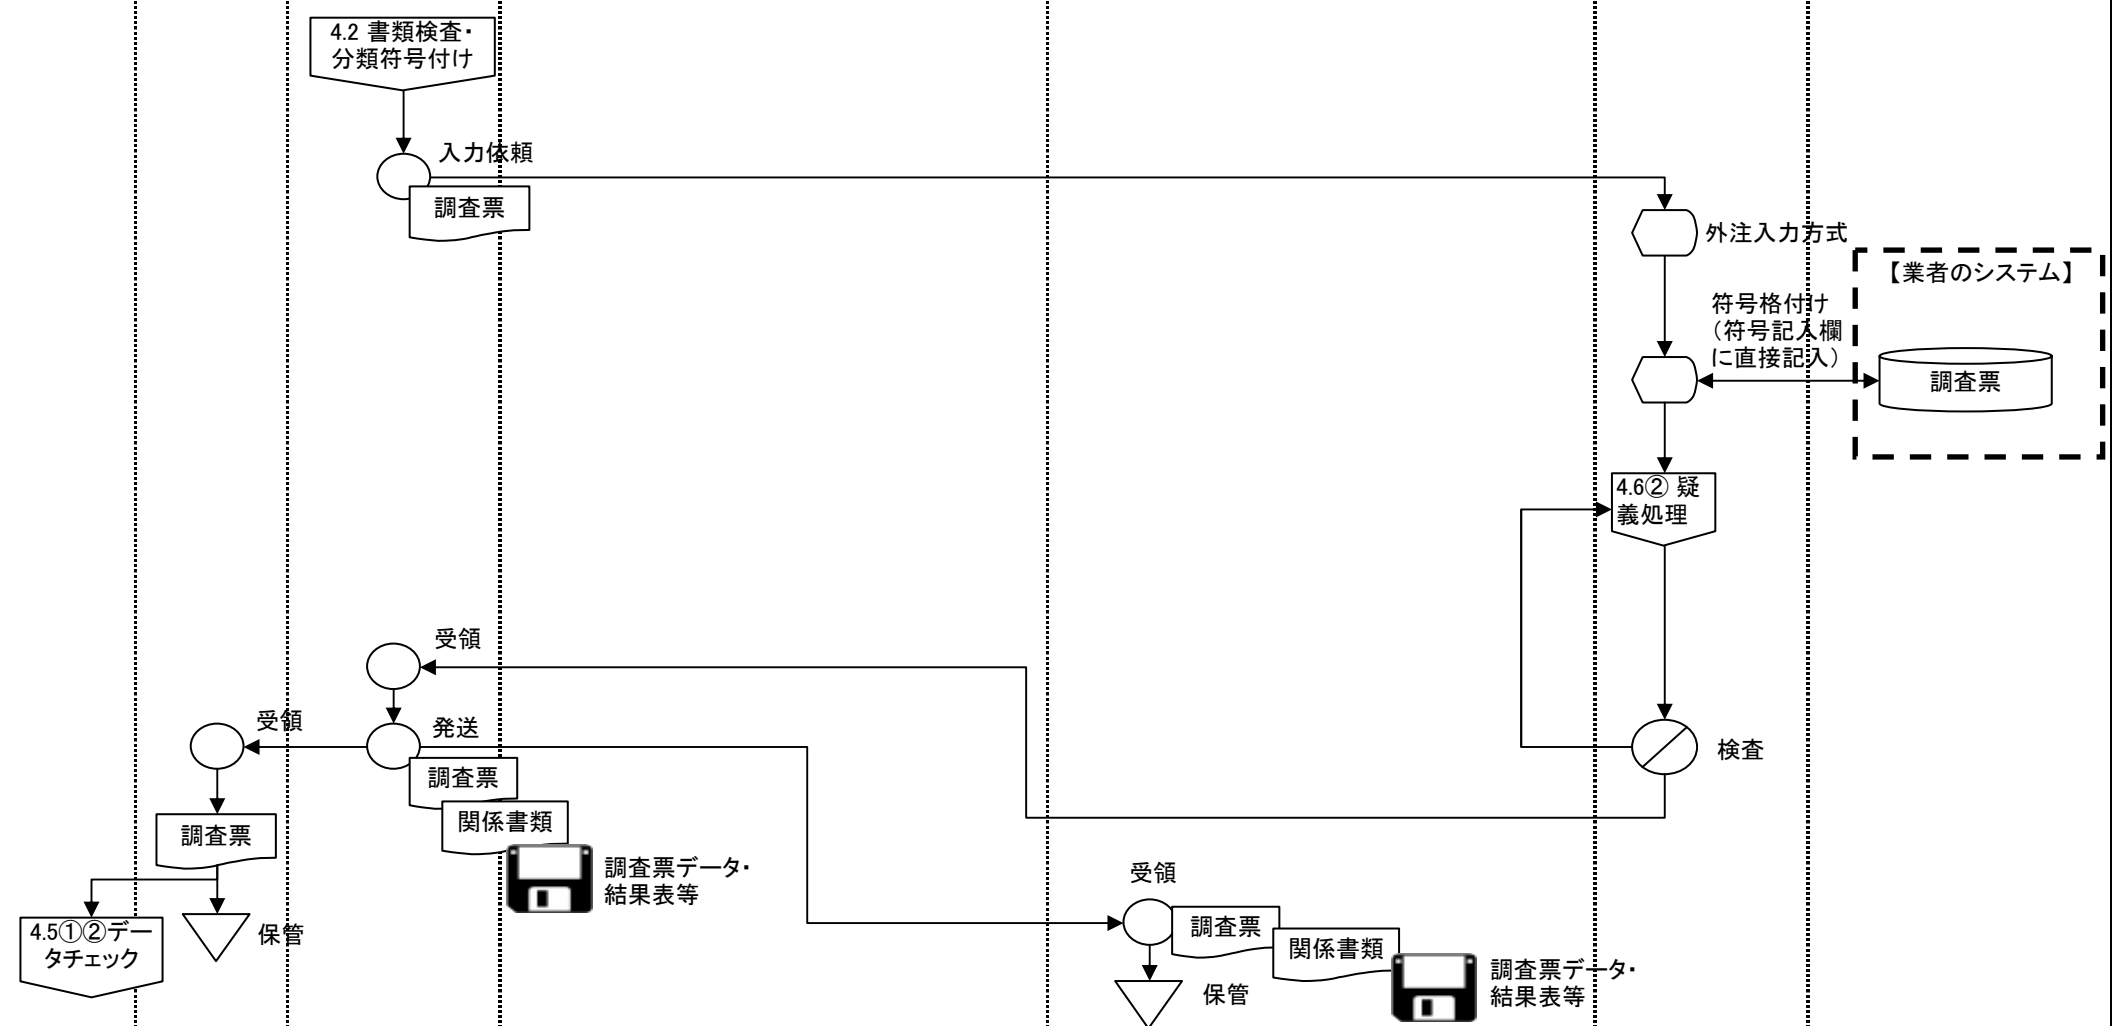 4.2 書類検査・
分類符号付け
入力依頼
調査票
外注入力方式
【業者のシステム】
符号格付け
（符号記入欄
に直接記入）
調査票
4.6② 疑
義処理
受領
受領
発送
検査
調査票
関係書類
調査票
調査票データ・
結果表等
受領
4.5①②デー
タチェック
保管
調査票
関係書類
調査票データ・
結果表等
保管